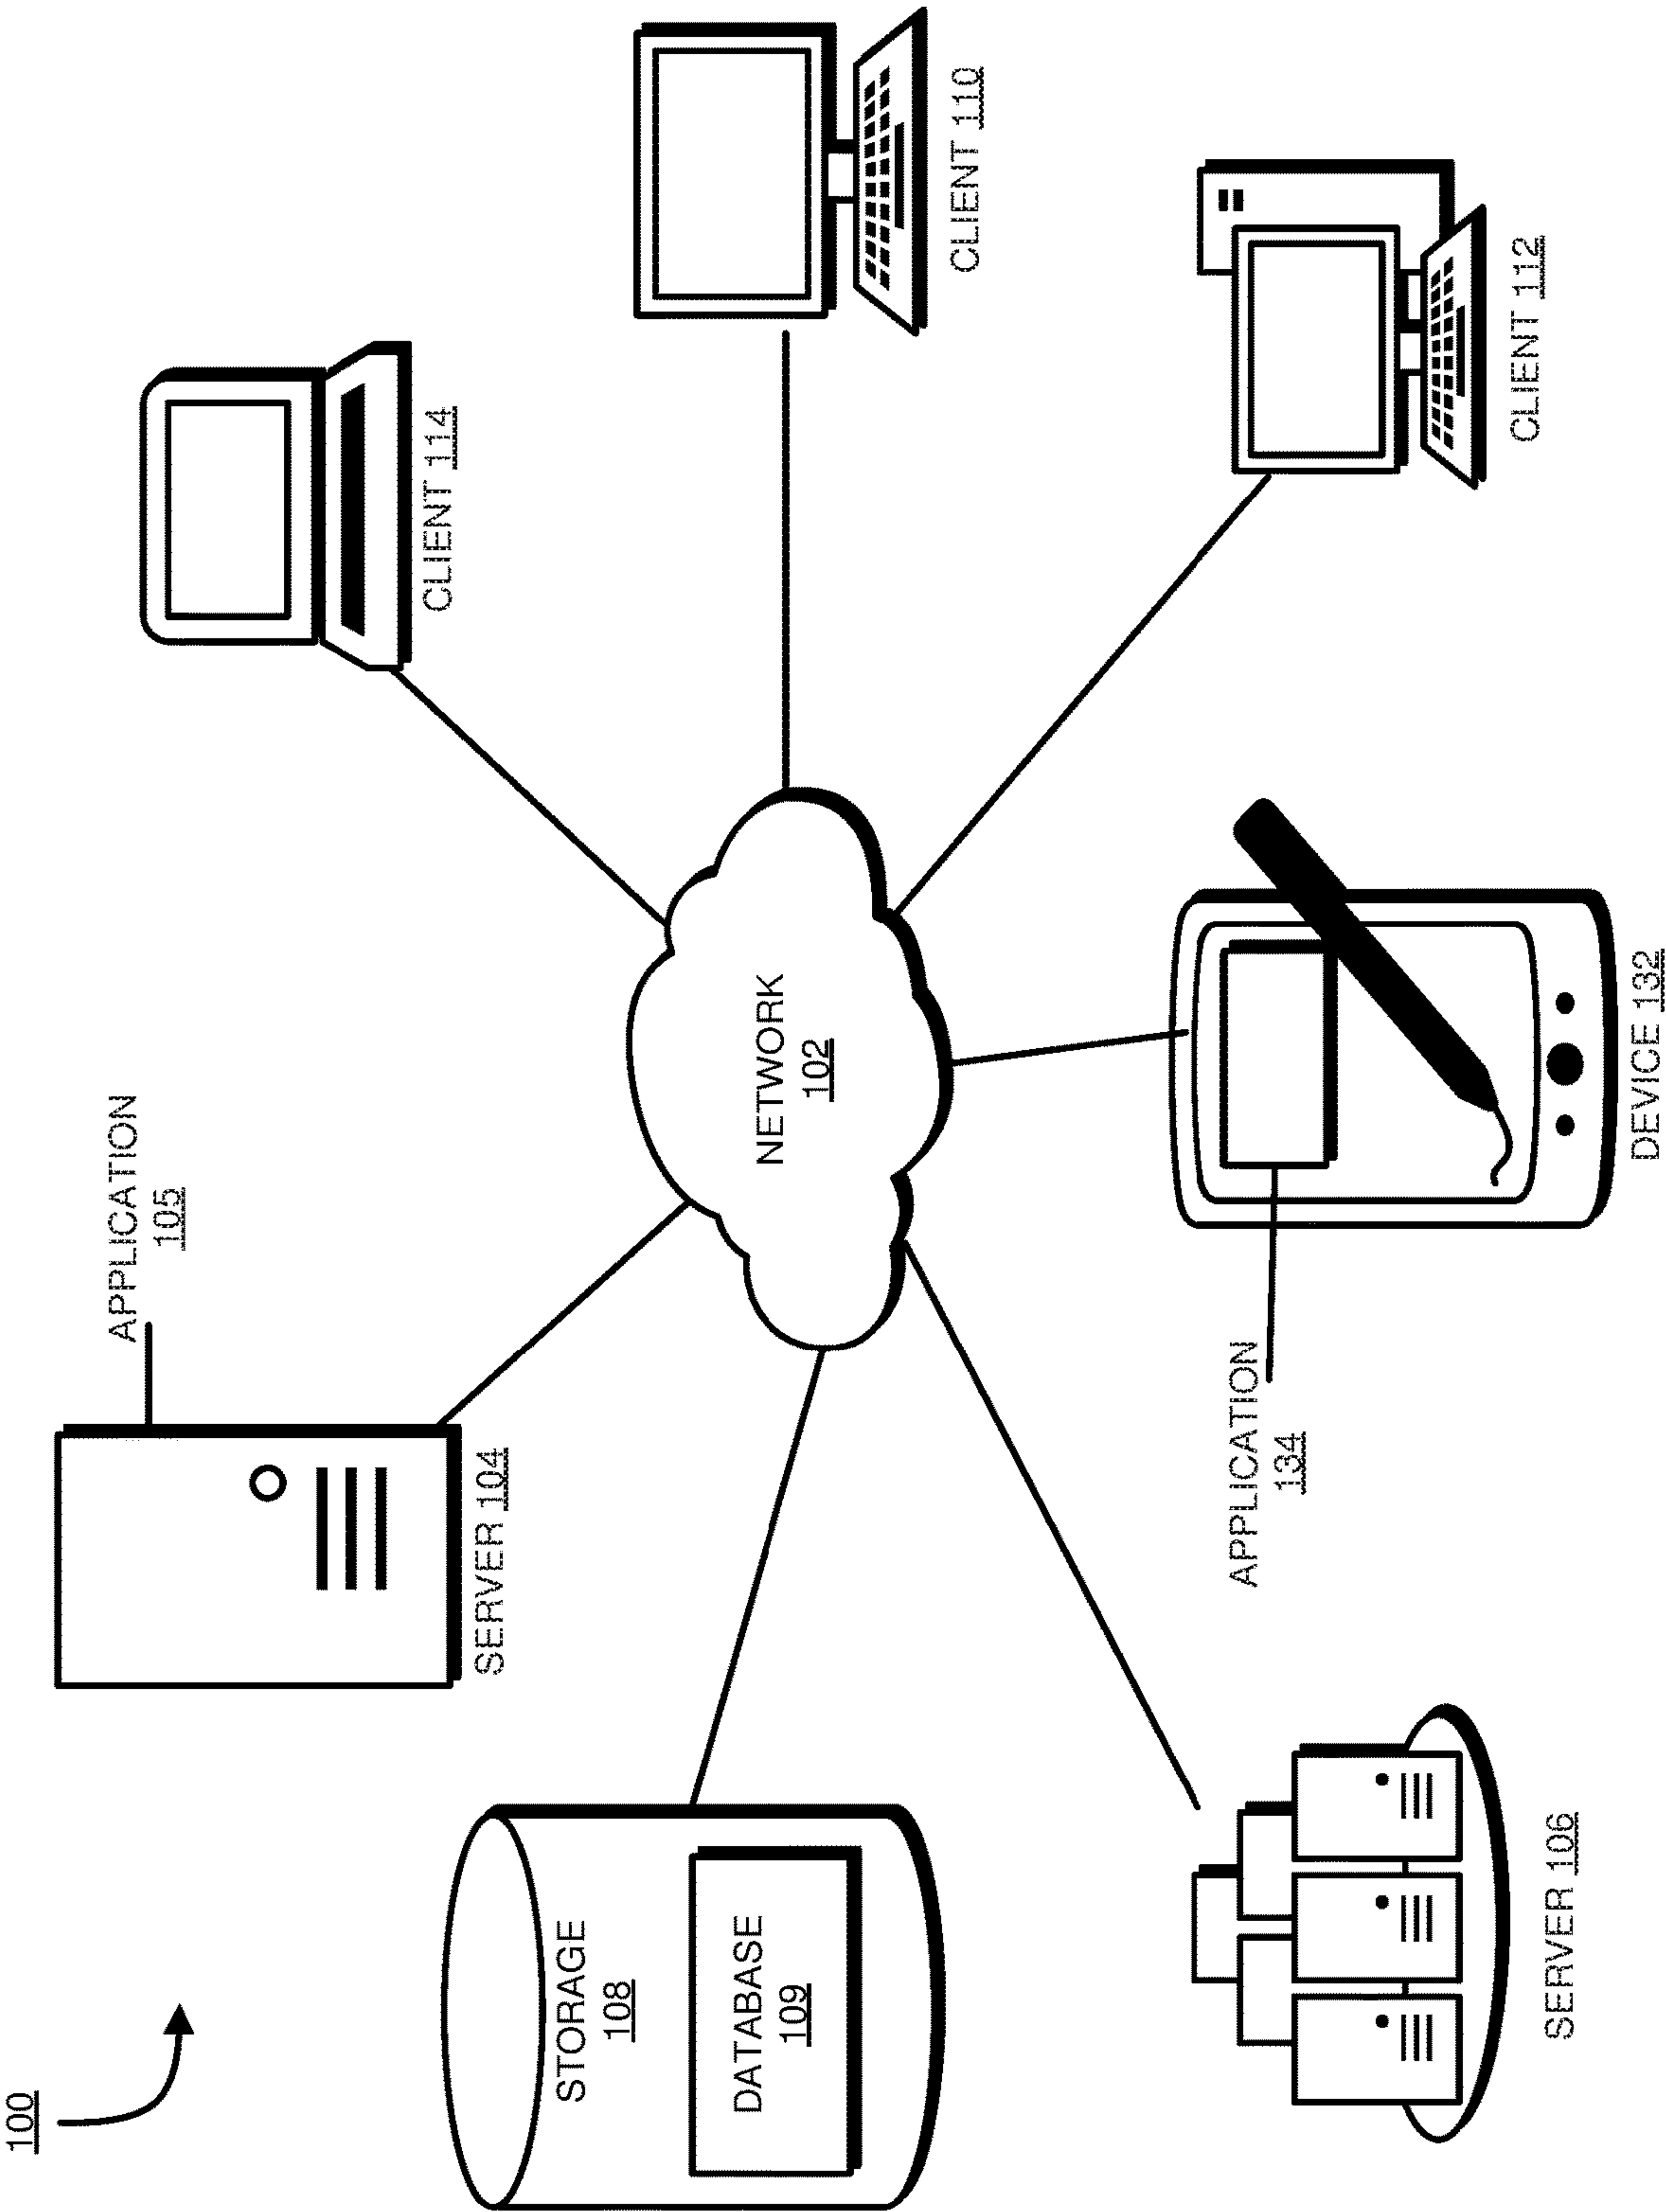 100
APPLICATION
105
SERVER 104
CLIENT 114
STORAGE
108
DATABASE
109
NETWORK
102
CLIENT 110
APPLICATION
134
SERVER 106
DEVICE 132
CLIENT 112